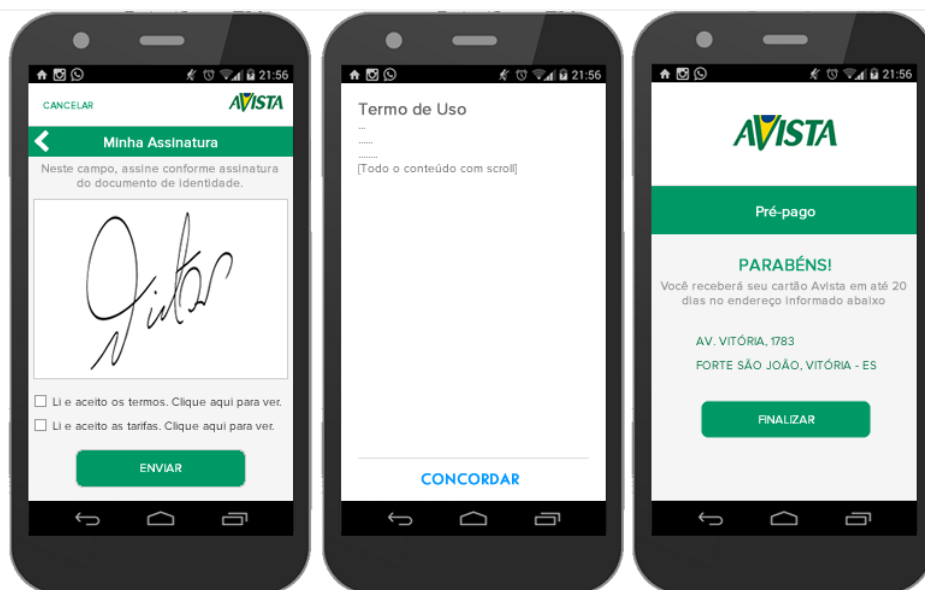 21:56
CANCELAR
AVISTA
Minha Assinatura
Neste campo, assine conforme assinatura
do documento de identidade.
Victor
Li e aceito os termos. Clique aqui para ver.
Li e aceito as tarifas. Clique aqui para ver.
ENVIAR
21:56
Termo de Uso
...
......
........
[Todo o conteúdo com scroll]
CONCORDAR
21:56
AVISTA
Pré-pago
PARABÉNS!
Você receberá seu cartão Avista em até 20
dias no endereço informado abaixo
AV. VITÓRIA, 1783
FORTE SÃO JOÃO, VITÓRIA - ES
FINALIZAR